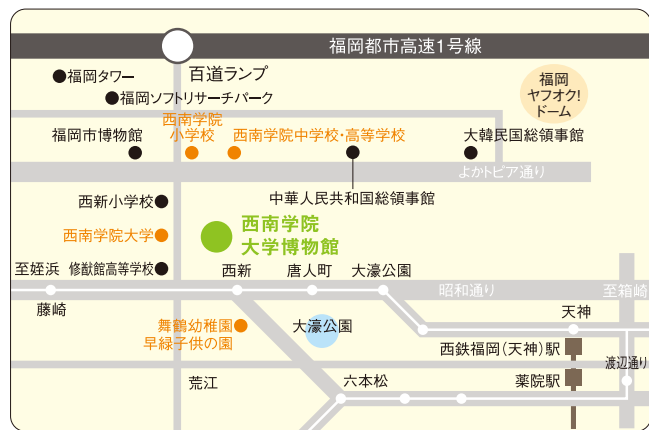 福岡都市高速1号線
百道ランプ
福岡タワー
福岡ソフトリサーチパーク
福岡
ヤフオク!
ドーム
福岡市博物館
西南学院
小学校
西南学院中学校・高等学校
大韓民国総領事館
よかトピア通り
中華人民共和国総領事館
西新小学校
西南学院大学
西南学院
大学博物館
至姪浜
修猷館高等学校
西新
唐人町
大濠公園
昭和通り
至箱崎
藤崎
天神
舞鶴幼稚園
早緑子供の園
大濠公園
西鉄福岡(天神)駅
渡辺通り
荒江
六本松
薬院駅